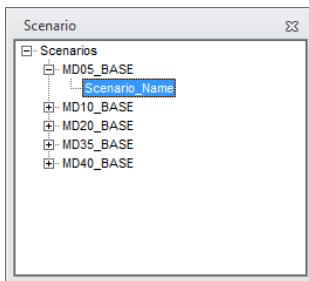 Scenario
Scenarios
MD05_BASE
Scenario_Name
MD10_BASE
MD20_BASE
MD35_BASE
MD40_BASE